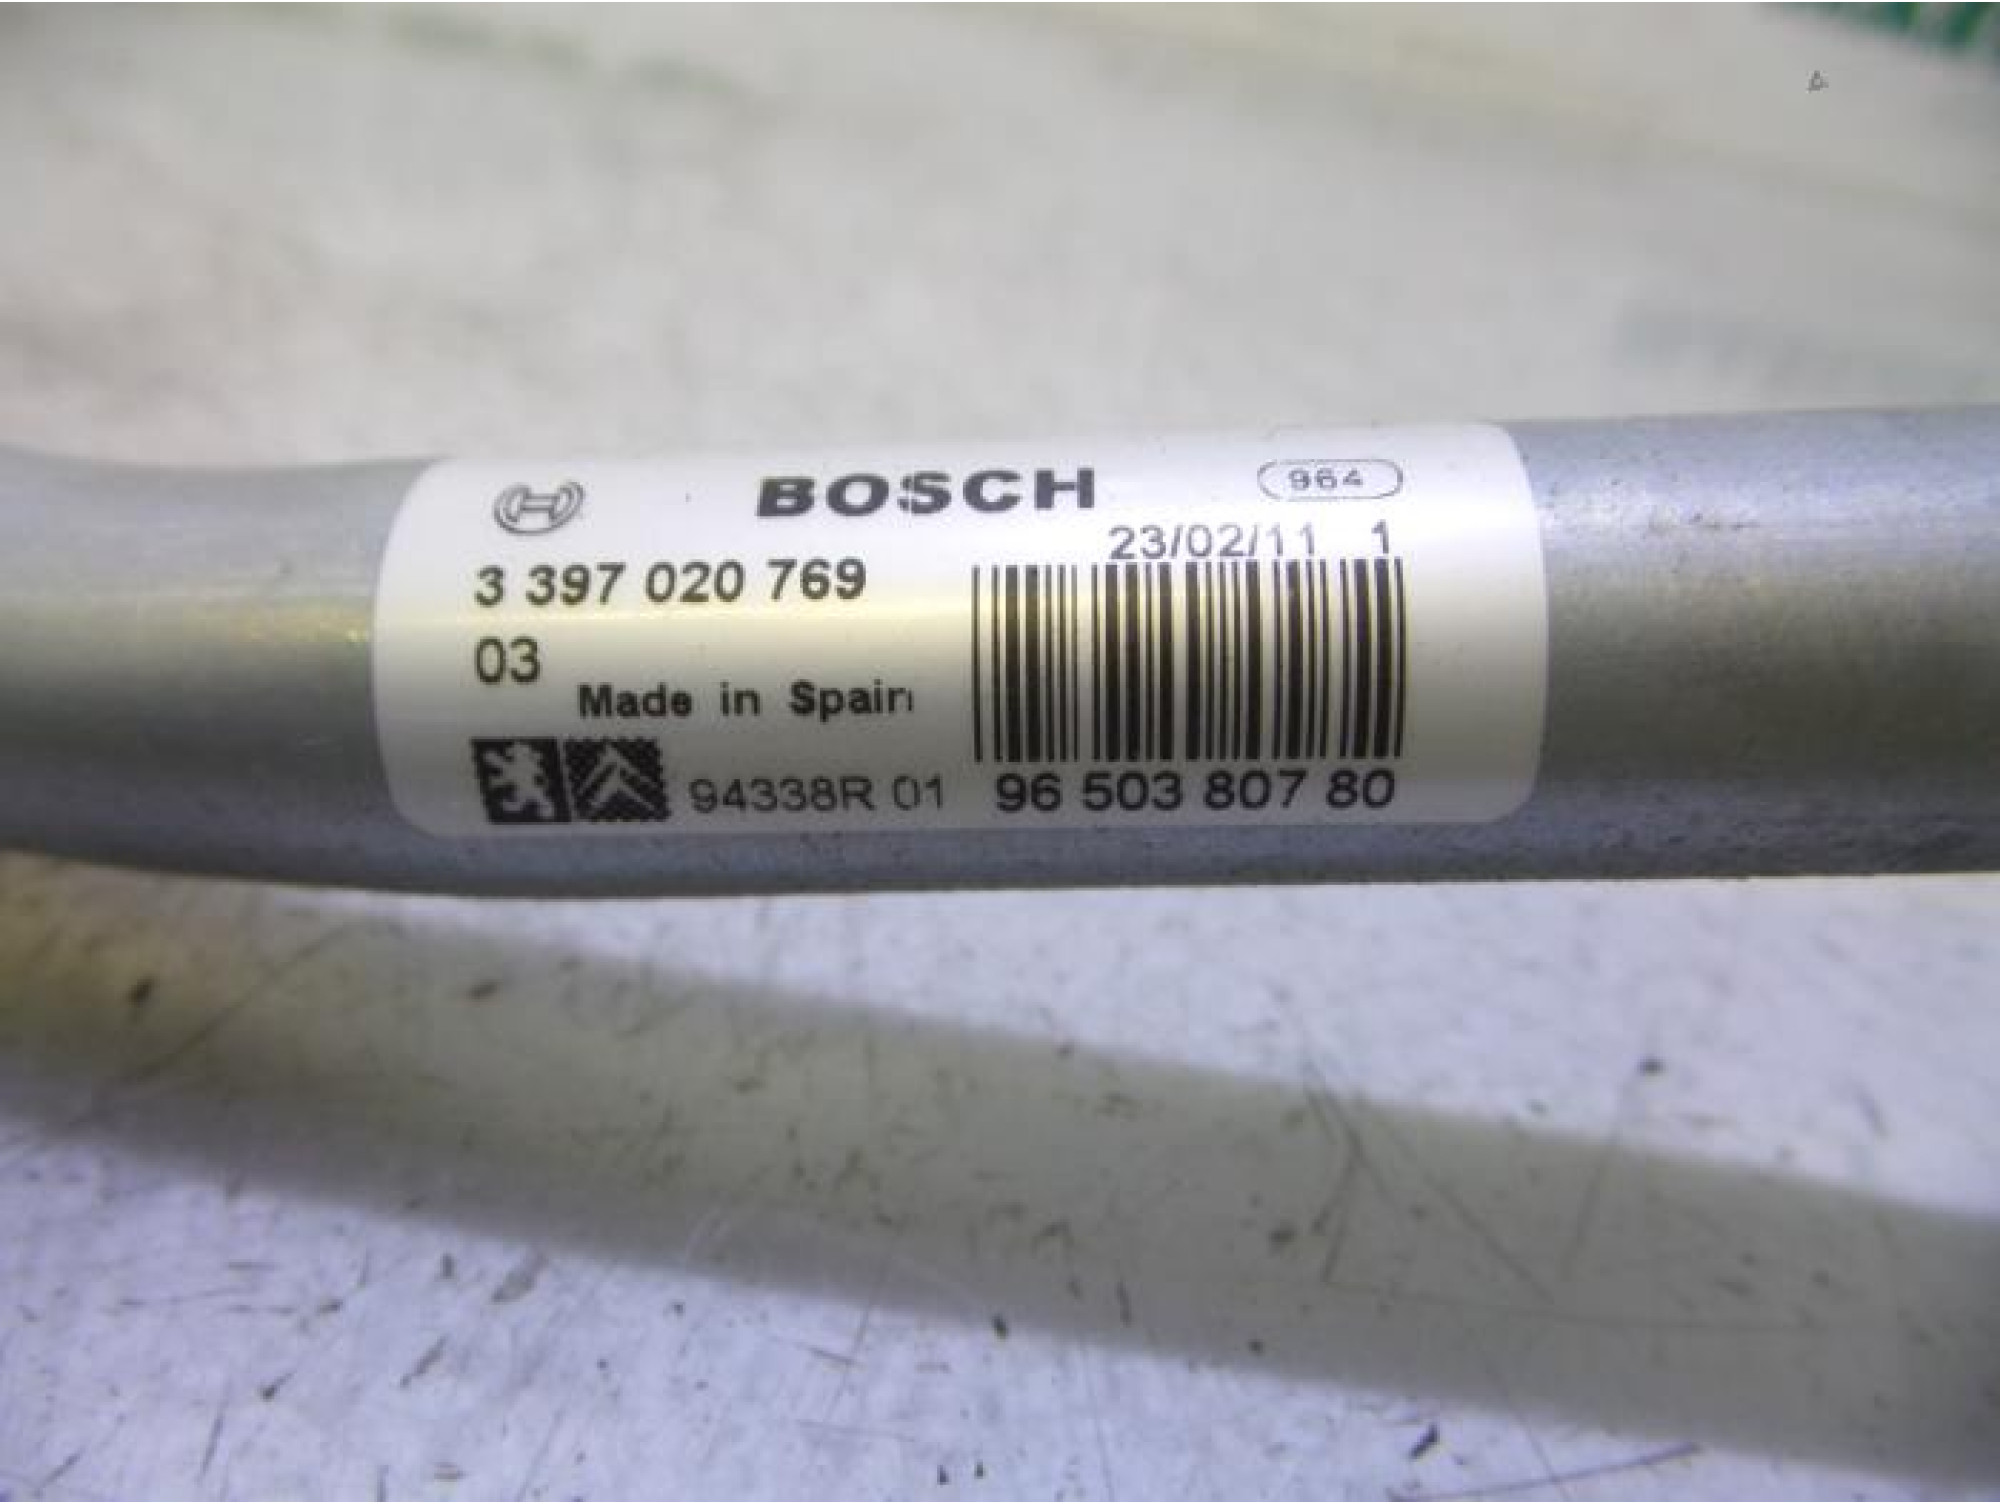 BOSCH 964
23/02/11 1
3 397 020 769
03
Made in Spain
94338R 01 96 503 807 80